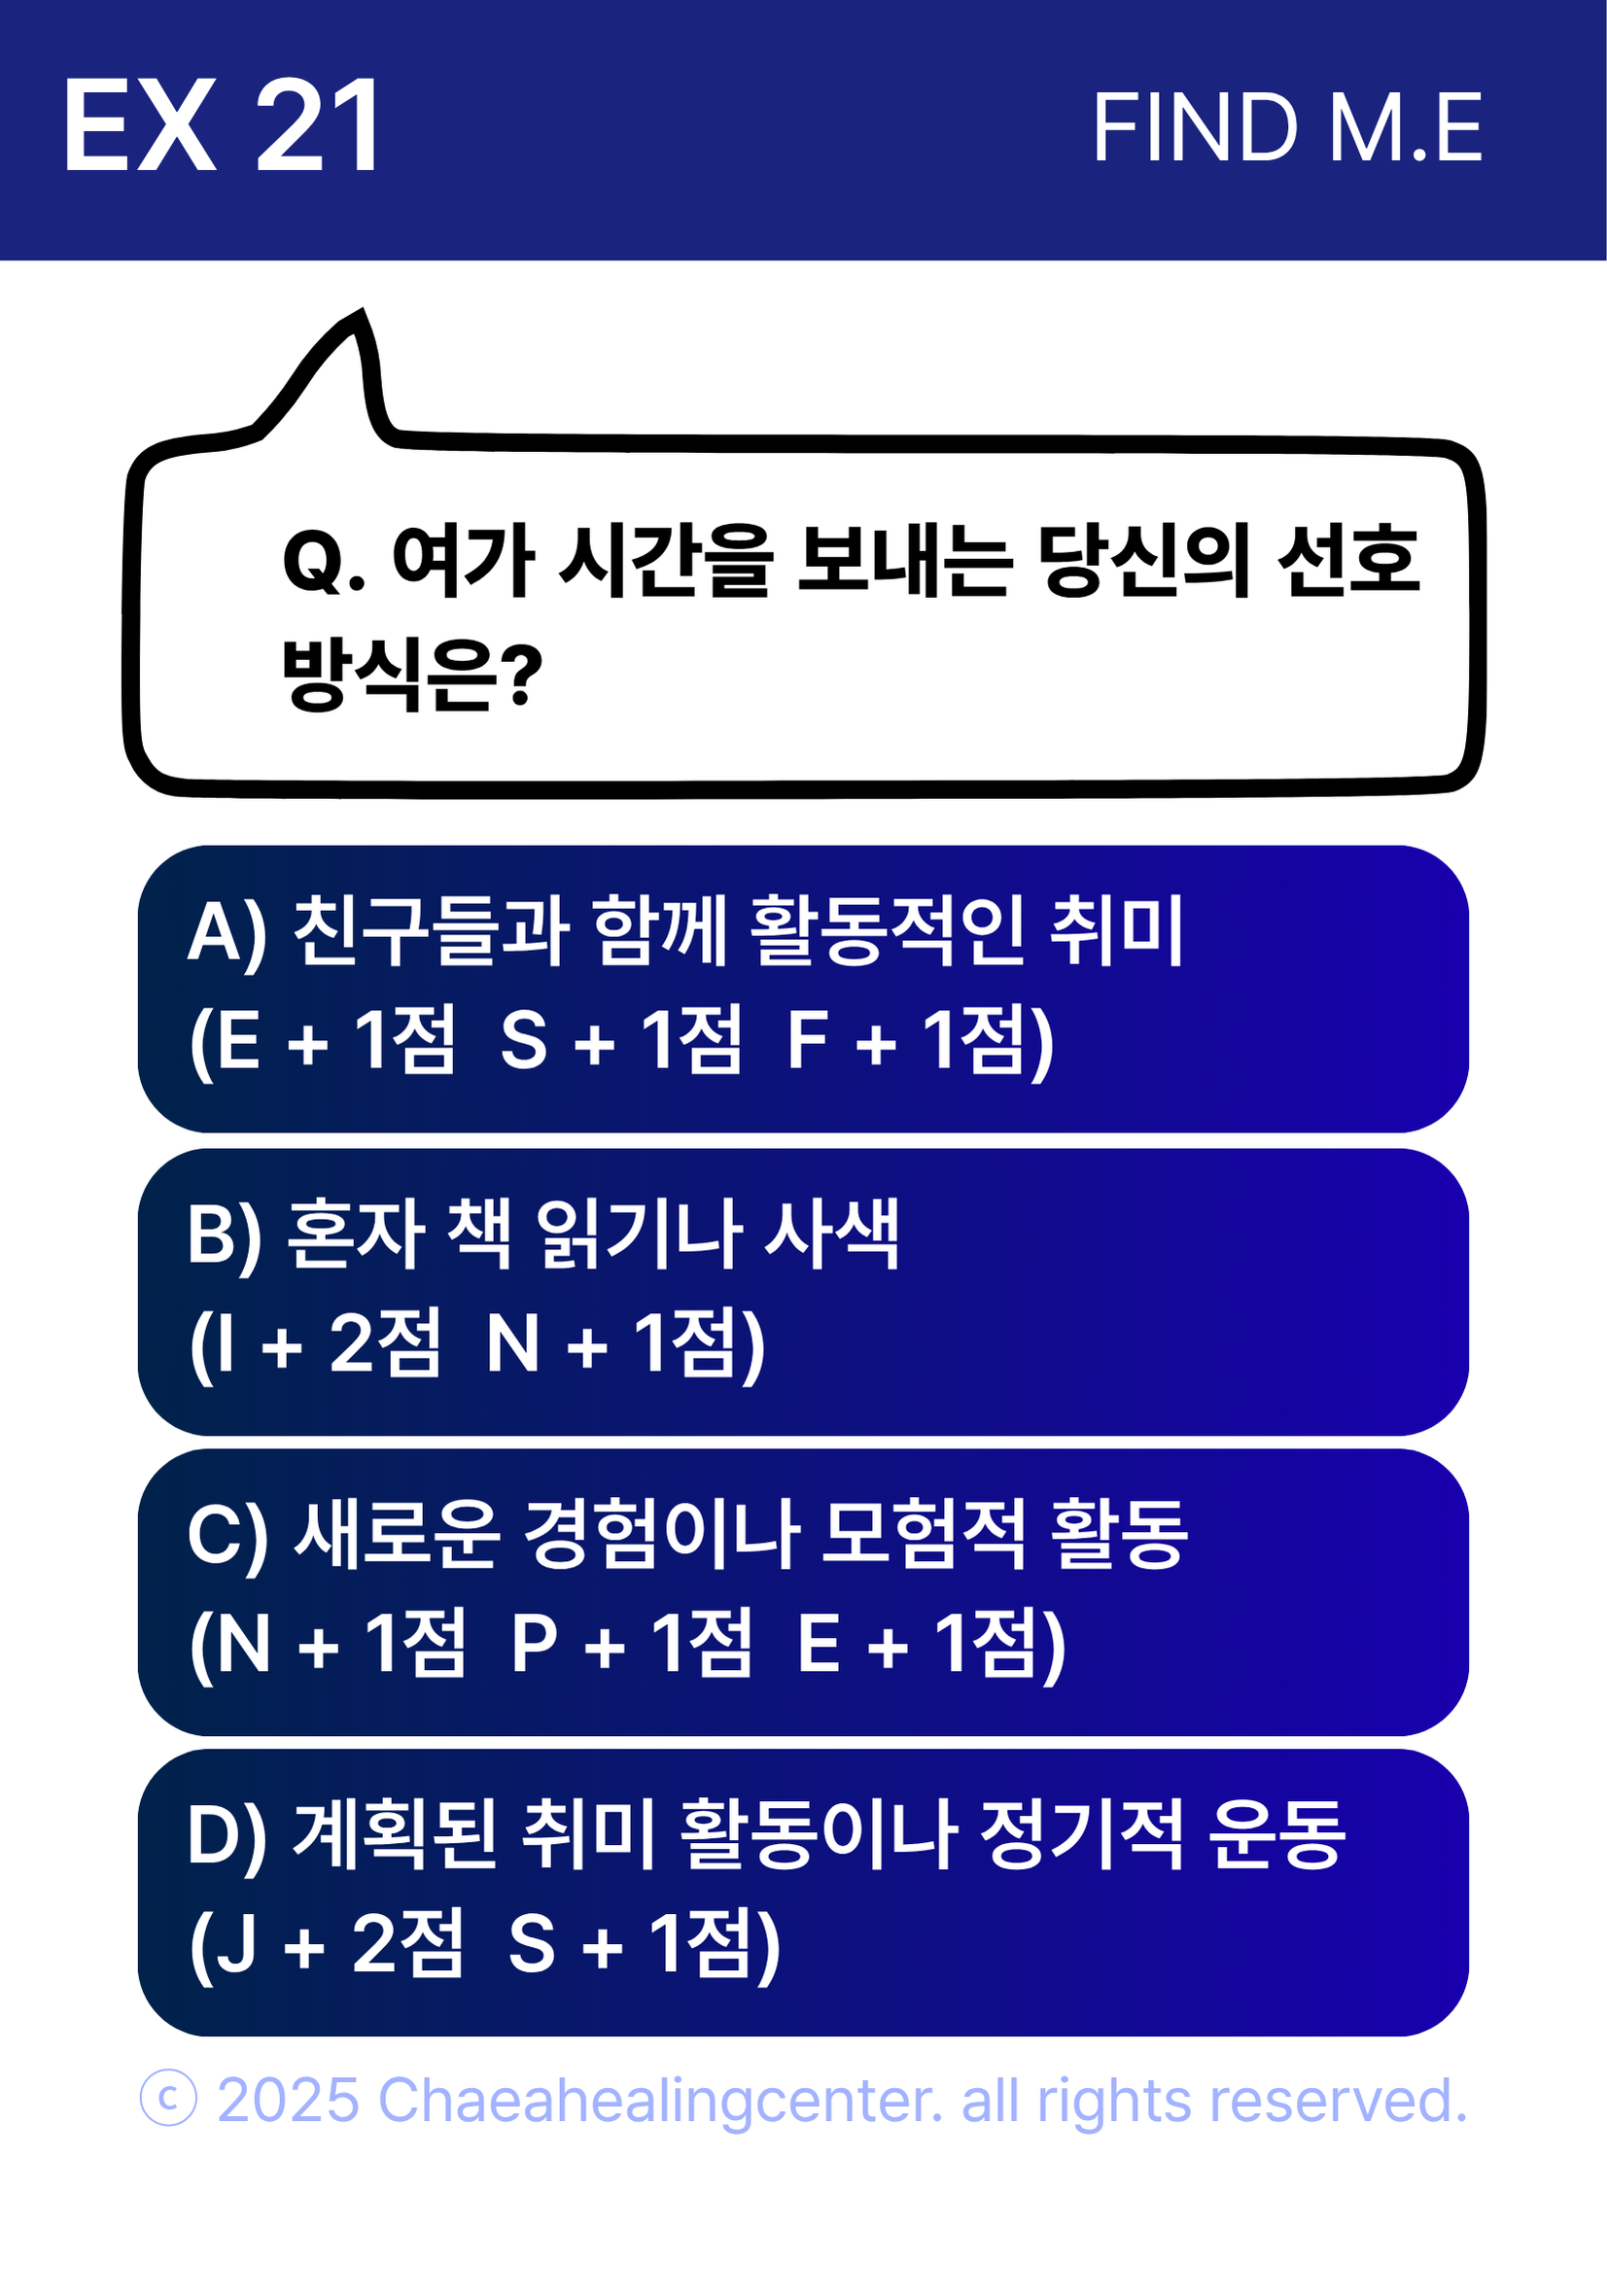 EX 21
FIND M.E
Q. 여가 시간을 보내는 당신의 선호
방식은?
A) 친구들과 함께 활동적인 취미
(E + 1점 S + 1점 F + 1점)
B) 혼자 책 읽기나 사색
(I + 2점 N + 1점)
C) 새로운 경험이나 모험적 활동
(N + 1점 P + 1점 E + 1점)
D) 계획된 취미 활동이나 정기적 운동
(J + 2점 S + 1점)
© 2025 Chaeahealingcenter. all rights reserved.